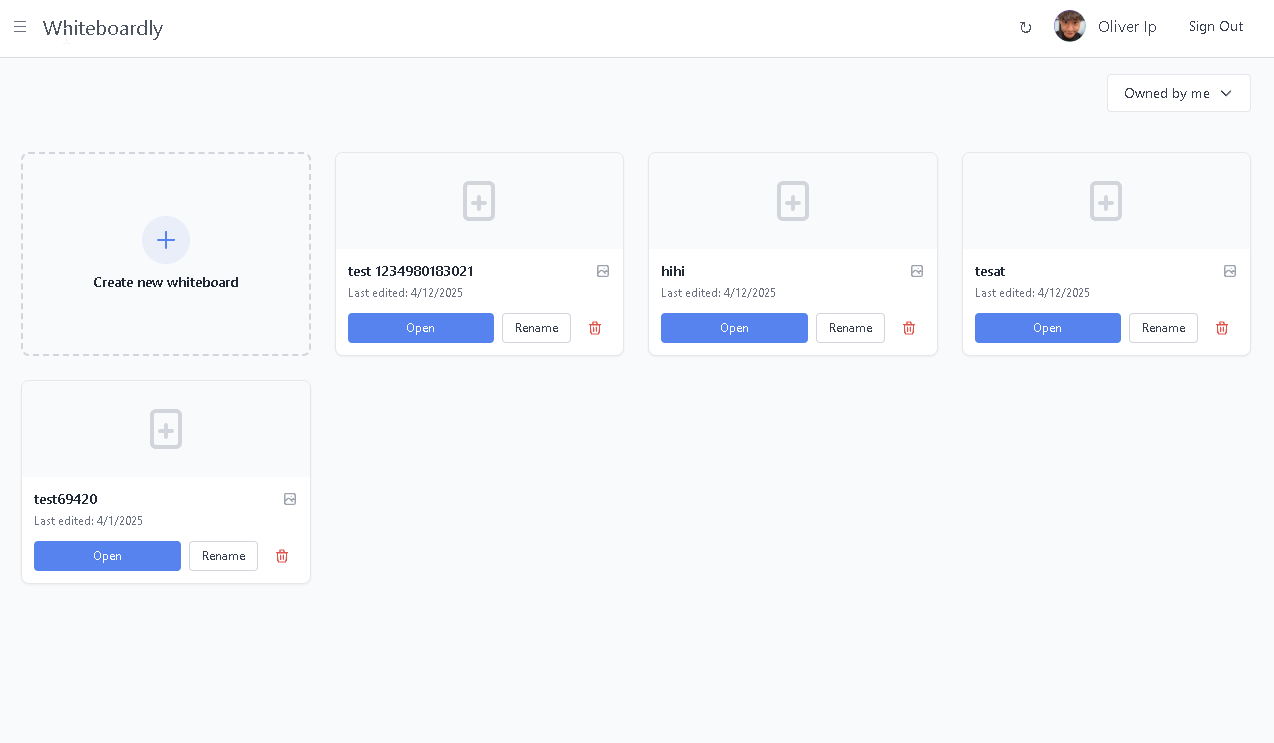 Whiteboardly
Oliver Ip
Sign Out
Owned by me
Create new whiteboard
test 1234980183021
Last edited: 4/12/2025
Open
Rename
hihi
Last edited: 4/12/2025
Open
Rename
tesat
Last edited: 4/12/2025
Open
Rename
test69420
Last edited: 4/1/2025
Open
Rename